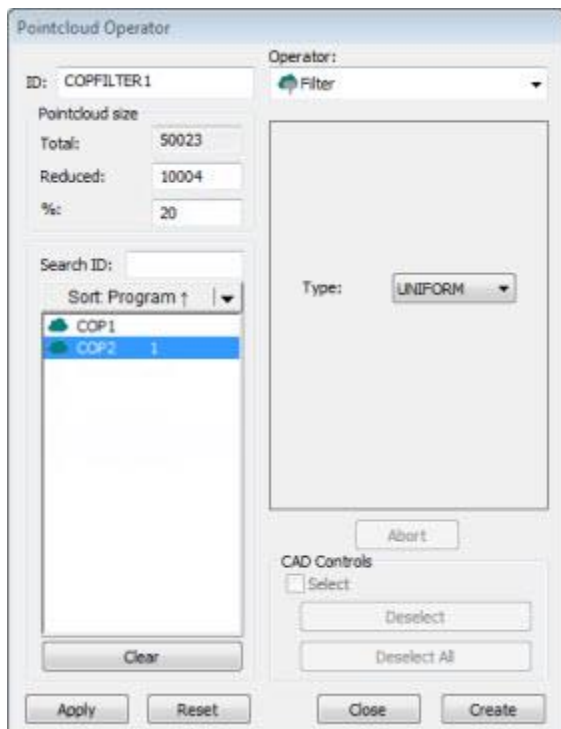 Pointcloud Operator
ID: COPFILTER1
Operator:
Filter
Pointcloud size
Total: 50023
Reduced: 10004
%: 20
Search ID:
Sort: Program ↑
COP1
COP2 1
Type: UNIFORM
Abort
CAD Controls
Select
Deselect
Deselect All
Clear
Apply Reset Close Create